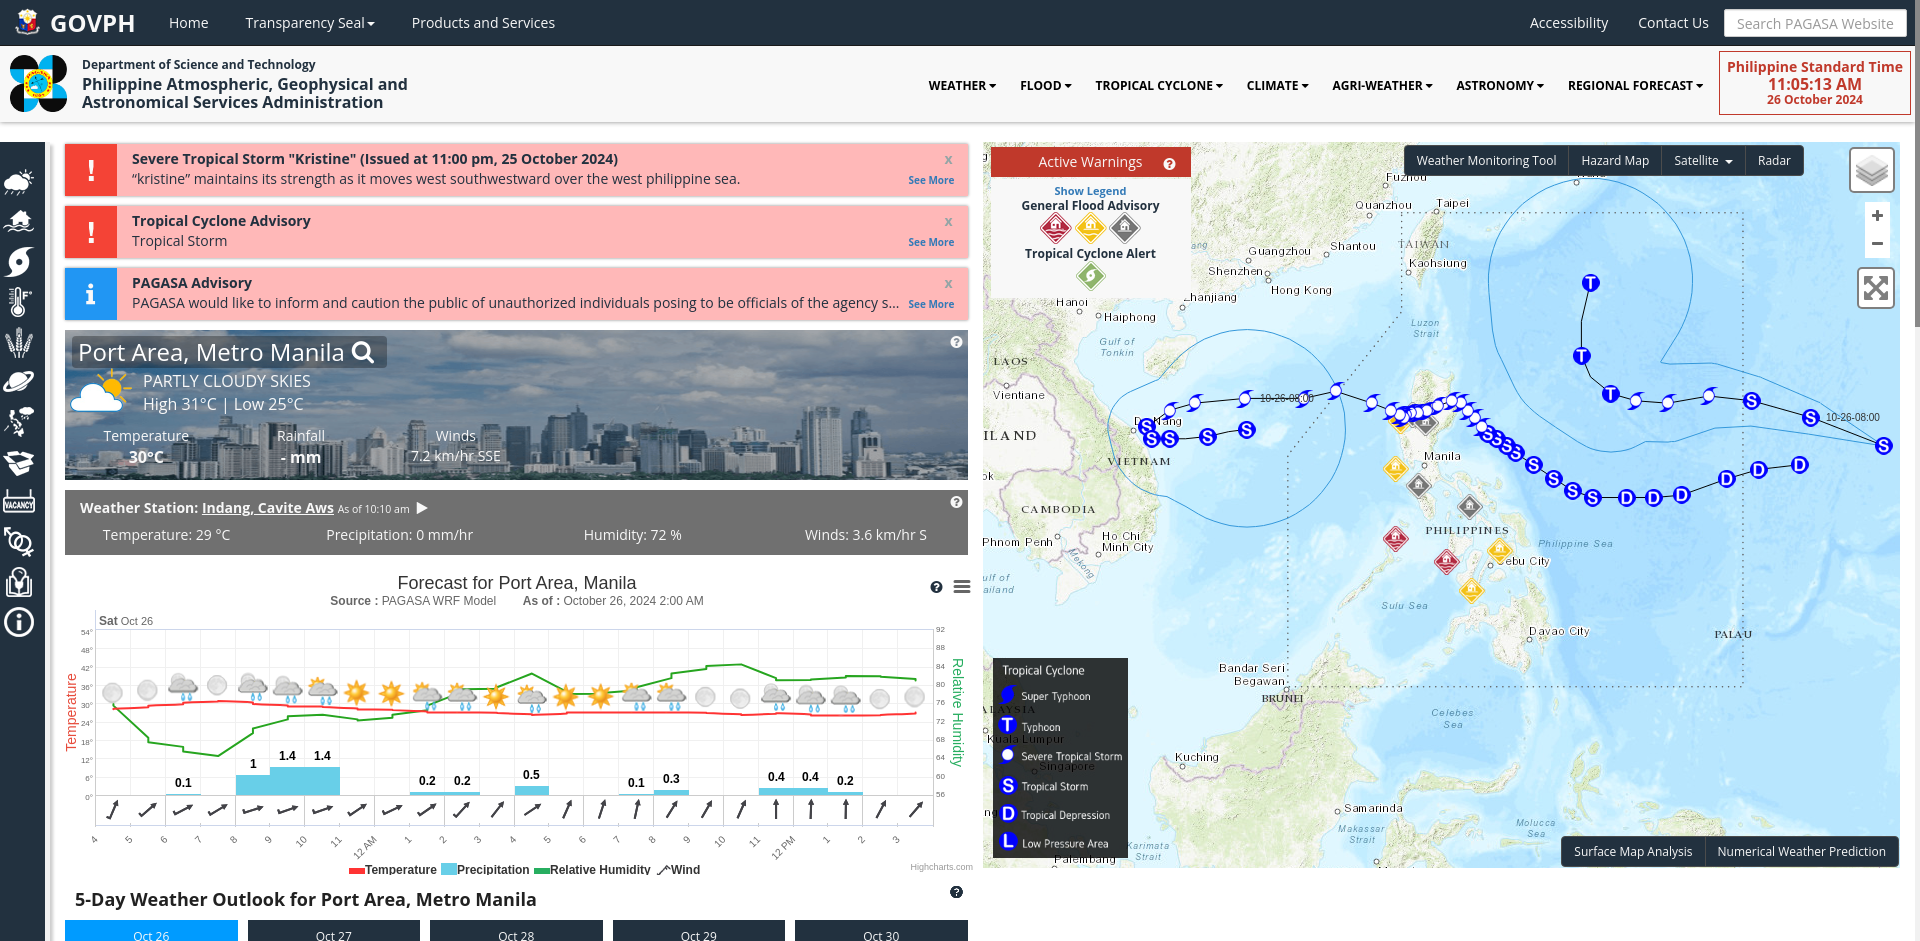 GOVPH
Home
Transparency Seal
Products and Services
Accessibility
Contact Us
Search PAGASA Website
Department of Science and Technology
Philippine Atmospheric, Geophysical and
Astronomical Services Administration
WEATHER
FLOOD
TROPICAL CYCLONE
CLIMATE
AGRI-WEATHER
ASTRONOMY
REGIONAL FORECAST
Philippine Standard Time
11:05:13 AM
26 October 2024
VACANCY
Severe Tropical Storm "Kristine" (Issued at 11:00 pm, 25 October 2024)
x
“kristine” maintains its strength as it moves west southwestward over the west philippine sea.
See More
Tropical Cyclone Advisory
x
Tropical Storm
See More
PAGASA Advisory
x
PAGASA would like to inform and caution the public of unauthorized individuals posing to be officials of the agency s...
See More
Port Area, Metro Manila
PARTLY CLOUDY SKIES
High 31°C | Low 25°C
Temperature
30°C
Rainfall
- mm
Winds
7.2 km/hr SSE
Weather Station: Indang, Cavite Aws As of 10:10 am
Temperature: 29 °C
Precipitation: 0 mm/hr
Humidity: 72 %
Winds: 3.6 km/hr S
Forecast for Port Area, Manila
Source : PAGASA WRF Model As of : October 26, 2024 2:00 AM
Sat Oct 26
Temperature
54°
48°
42°
36°
30°
24°
18°
12°
6°
0°
Relative Humidity
92
88
84
80
76
72
68
64
60
56
0.1
1
1.4
1.4
0.2
0.2
0.5
0.1
0.3
0.4
0.4
0.2
4
5
6
7
8
9
10
11
12 AM
1
2
3
4
5
6
7
8
9
10
11
12 PM
1
2
3
Temperature
Precipitation
Relative Humidity
Wind
Highcharts.com
5-Day Weather Outlook for Port Area, Metro Manila
Oct 26
Oct 27
Oct 28
Oct 29
Oct 30
Active Warnings
Show Legend
General Flood Advisory
Tropical Cyclone Alert
Weather Monitoring Tool
Hazard Map
Satellite
Radar
+
−
Fuzhou
Quanzhou
Taipei
TAIWAN
Shantou
Guangzhou
Kaohsiung
Shenzhen
Hong Kong
Zhanjiang
Hanoi
Haiphong
Gulf of
Tonkin
Luzon
Strait
LAOS
Vientiane
Da Nang
VIETNAM
10-26-08:00
10-26-08:00
Manila
CAMBODIA
Phnom Penh
Ho Chi
Minh City
Mekong
PHILIPPINES
Philippine Sea
Cebu City
Sulu Sea
Davao City
PALAU
Bandar Seri
Begawan
BRUNEI
Celebes
Sea
Kuala Lumpur
Singapore
Kuching
Samarinda
Makassar
Strait
Molucca
Sea
Karimata
Strait
Palembang
Tropical Cyclone
Super Typhoon
T Typhoon
Severe Tropical Storm
S Tropical Storm
D Tropical Depression
L Low Pressure Area
Surface Map Analysis
Numerical Weather Prediction